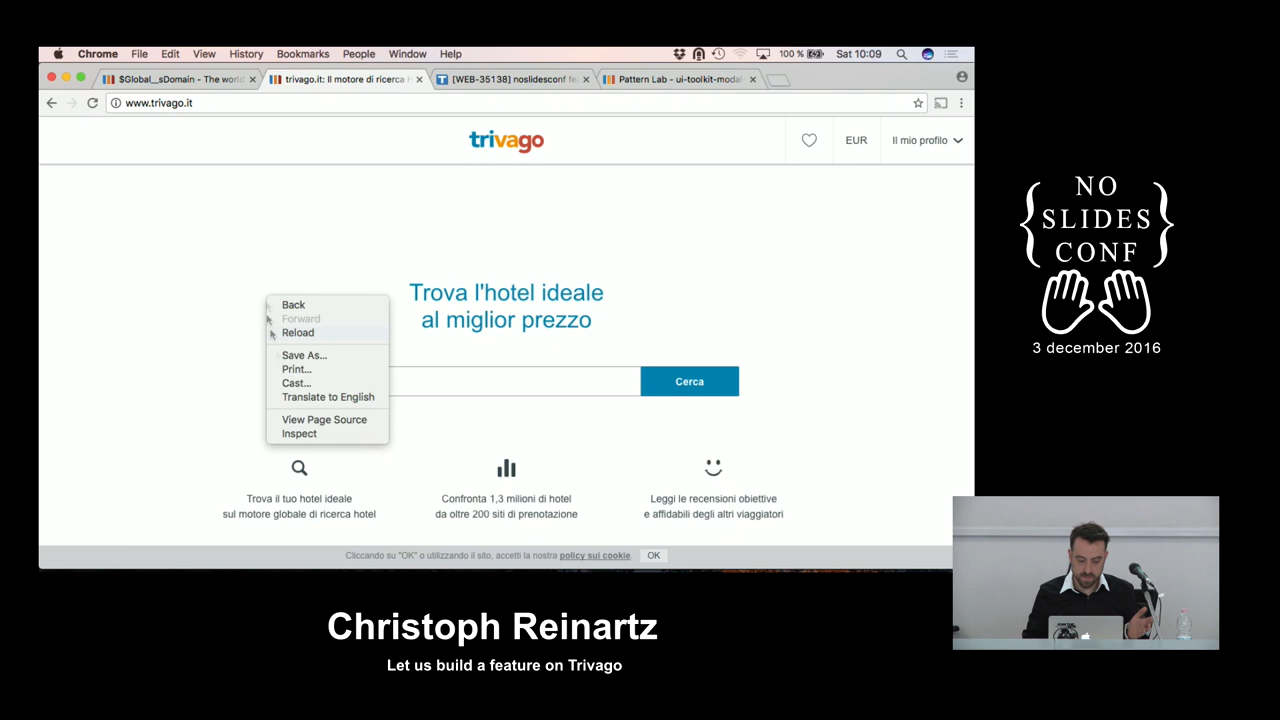 Chrome File Edit View History Bookmarks People Window Help 100 % Sat 10:09
$Global__sDomain - The world
trivago.it: Il motore di ricerca
[WEB-35138] noslidesconf fe
Pattern Lab - ui-toolkit-modal-
www.trivago.it
trivago
EUR
Il mio profilo
Trova l'hotel ideale
al miglior prezzo
Back
Forward
Reload
Save As...
Print...
Cast...
Translate to English
View Page Source
Inspect
Cerca
Trova il tuo hotel ideale
sul motore globale di ricerca hotel
Confronta 1,3 milioni di hotel
da oltre 200 siti di prenotazione
Leggi le recensioni obiettive
e affidabili degli altri viaggiatori
Cliccando su "OK" o utilizzando il sito, accetti la nostra policy sui cookie. OK
NO
SLIDES
CONF
3 december 2016
Christoph Reinartz
Let us build a feature on Trivago